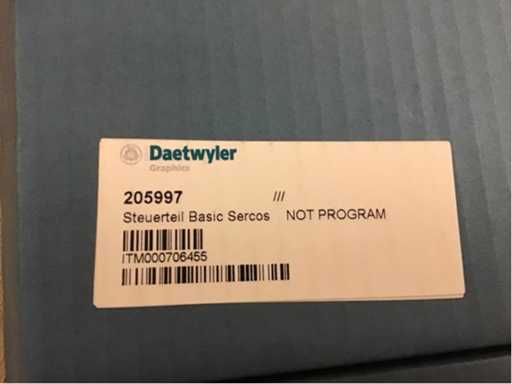 Daetwyler
Graphics
205997 ///
Steuerteil Basic Sercos NOT PROGRAM
ITM000706455